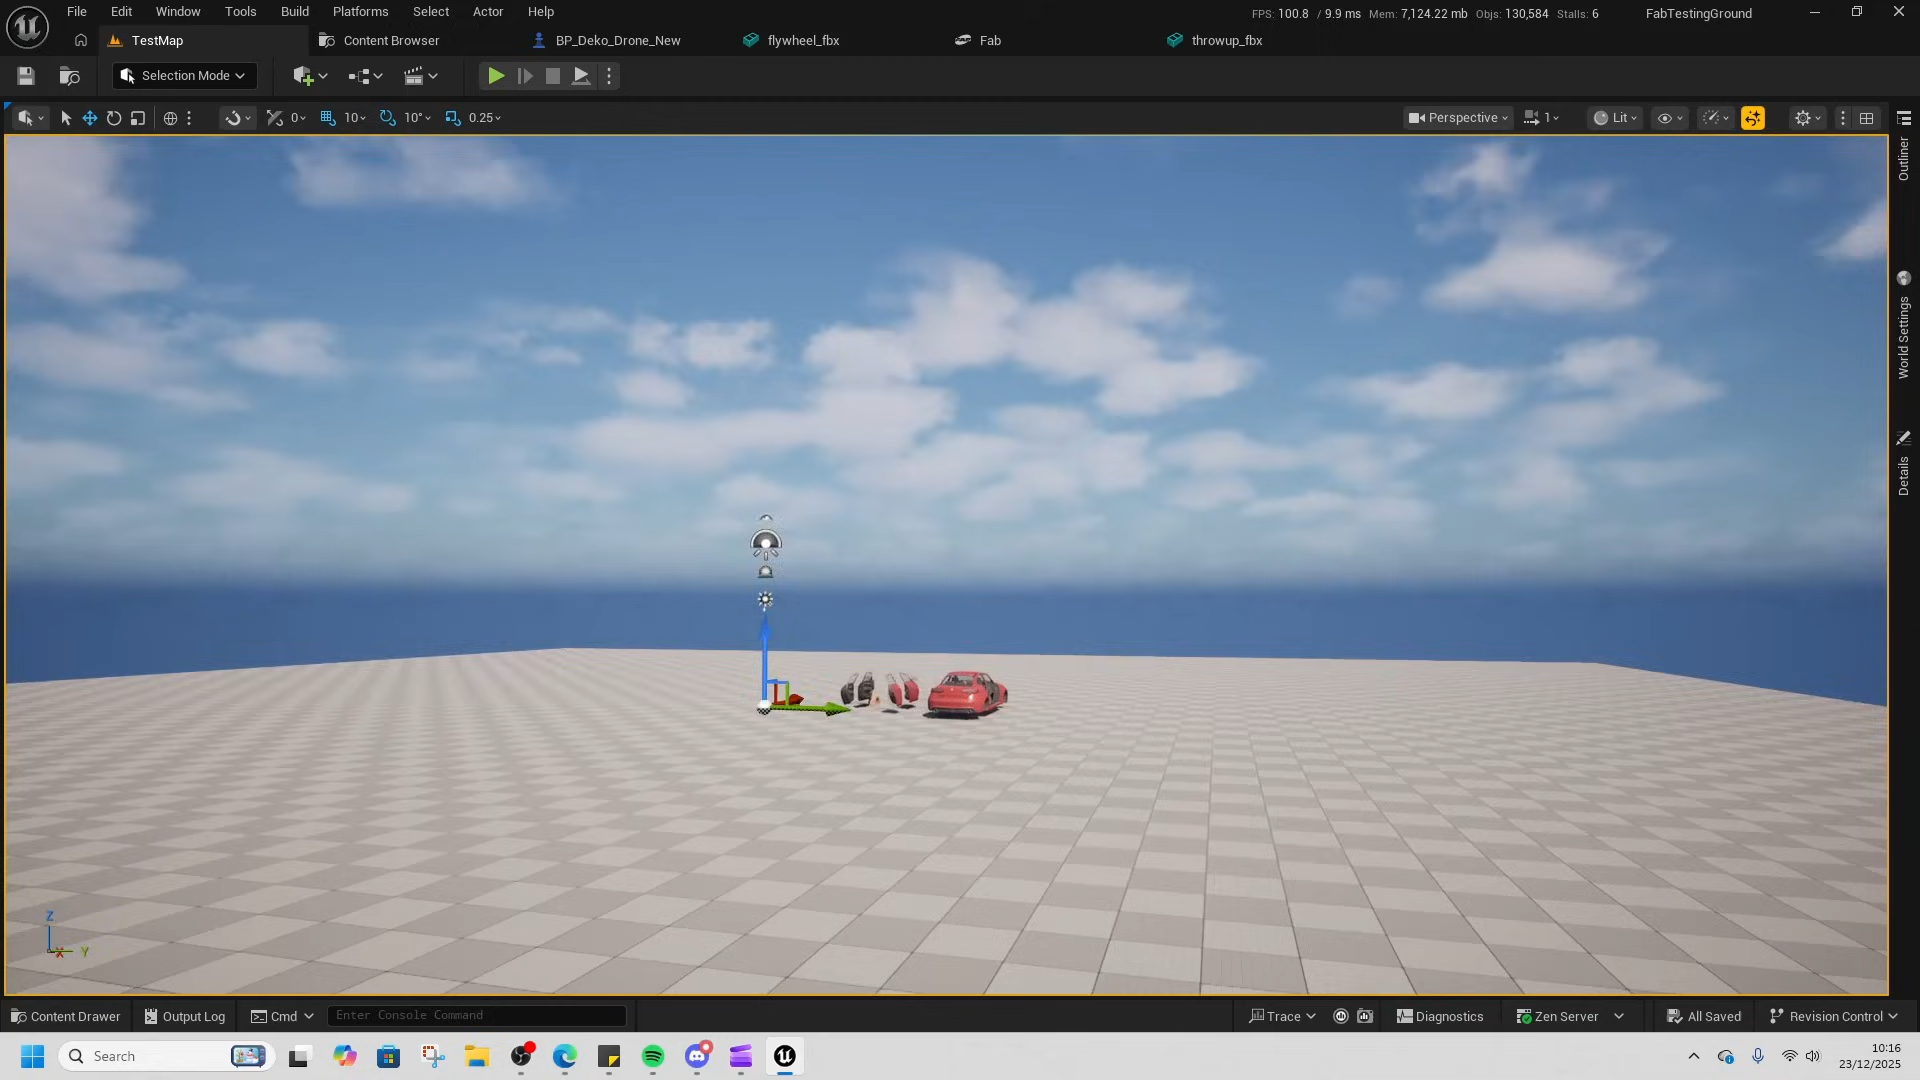 File Edit Window Tools Build Platforms Select Actor Help
FPS: 100.8 / 9.9 ms Mem: 7,124.22 mb Objs: 130,584 Stalls: 6 FabTestingGround
TestMap Content Browser BP_Deko_Drone_New flywheel_fbx Fab throwup_fbx
Selection Mode
0 10 10° 0.25 Perspective 1 Lit
Outliner
World Settings
Details
Z
X Y
Content Drawer Output Log Cmd Enter Console Command Trace Diagnostics Zen Server All Saved Revision Control
Search
10:16
23/12/2025